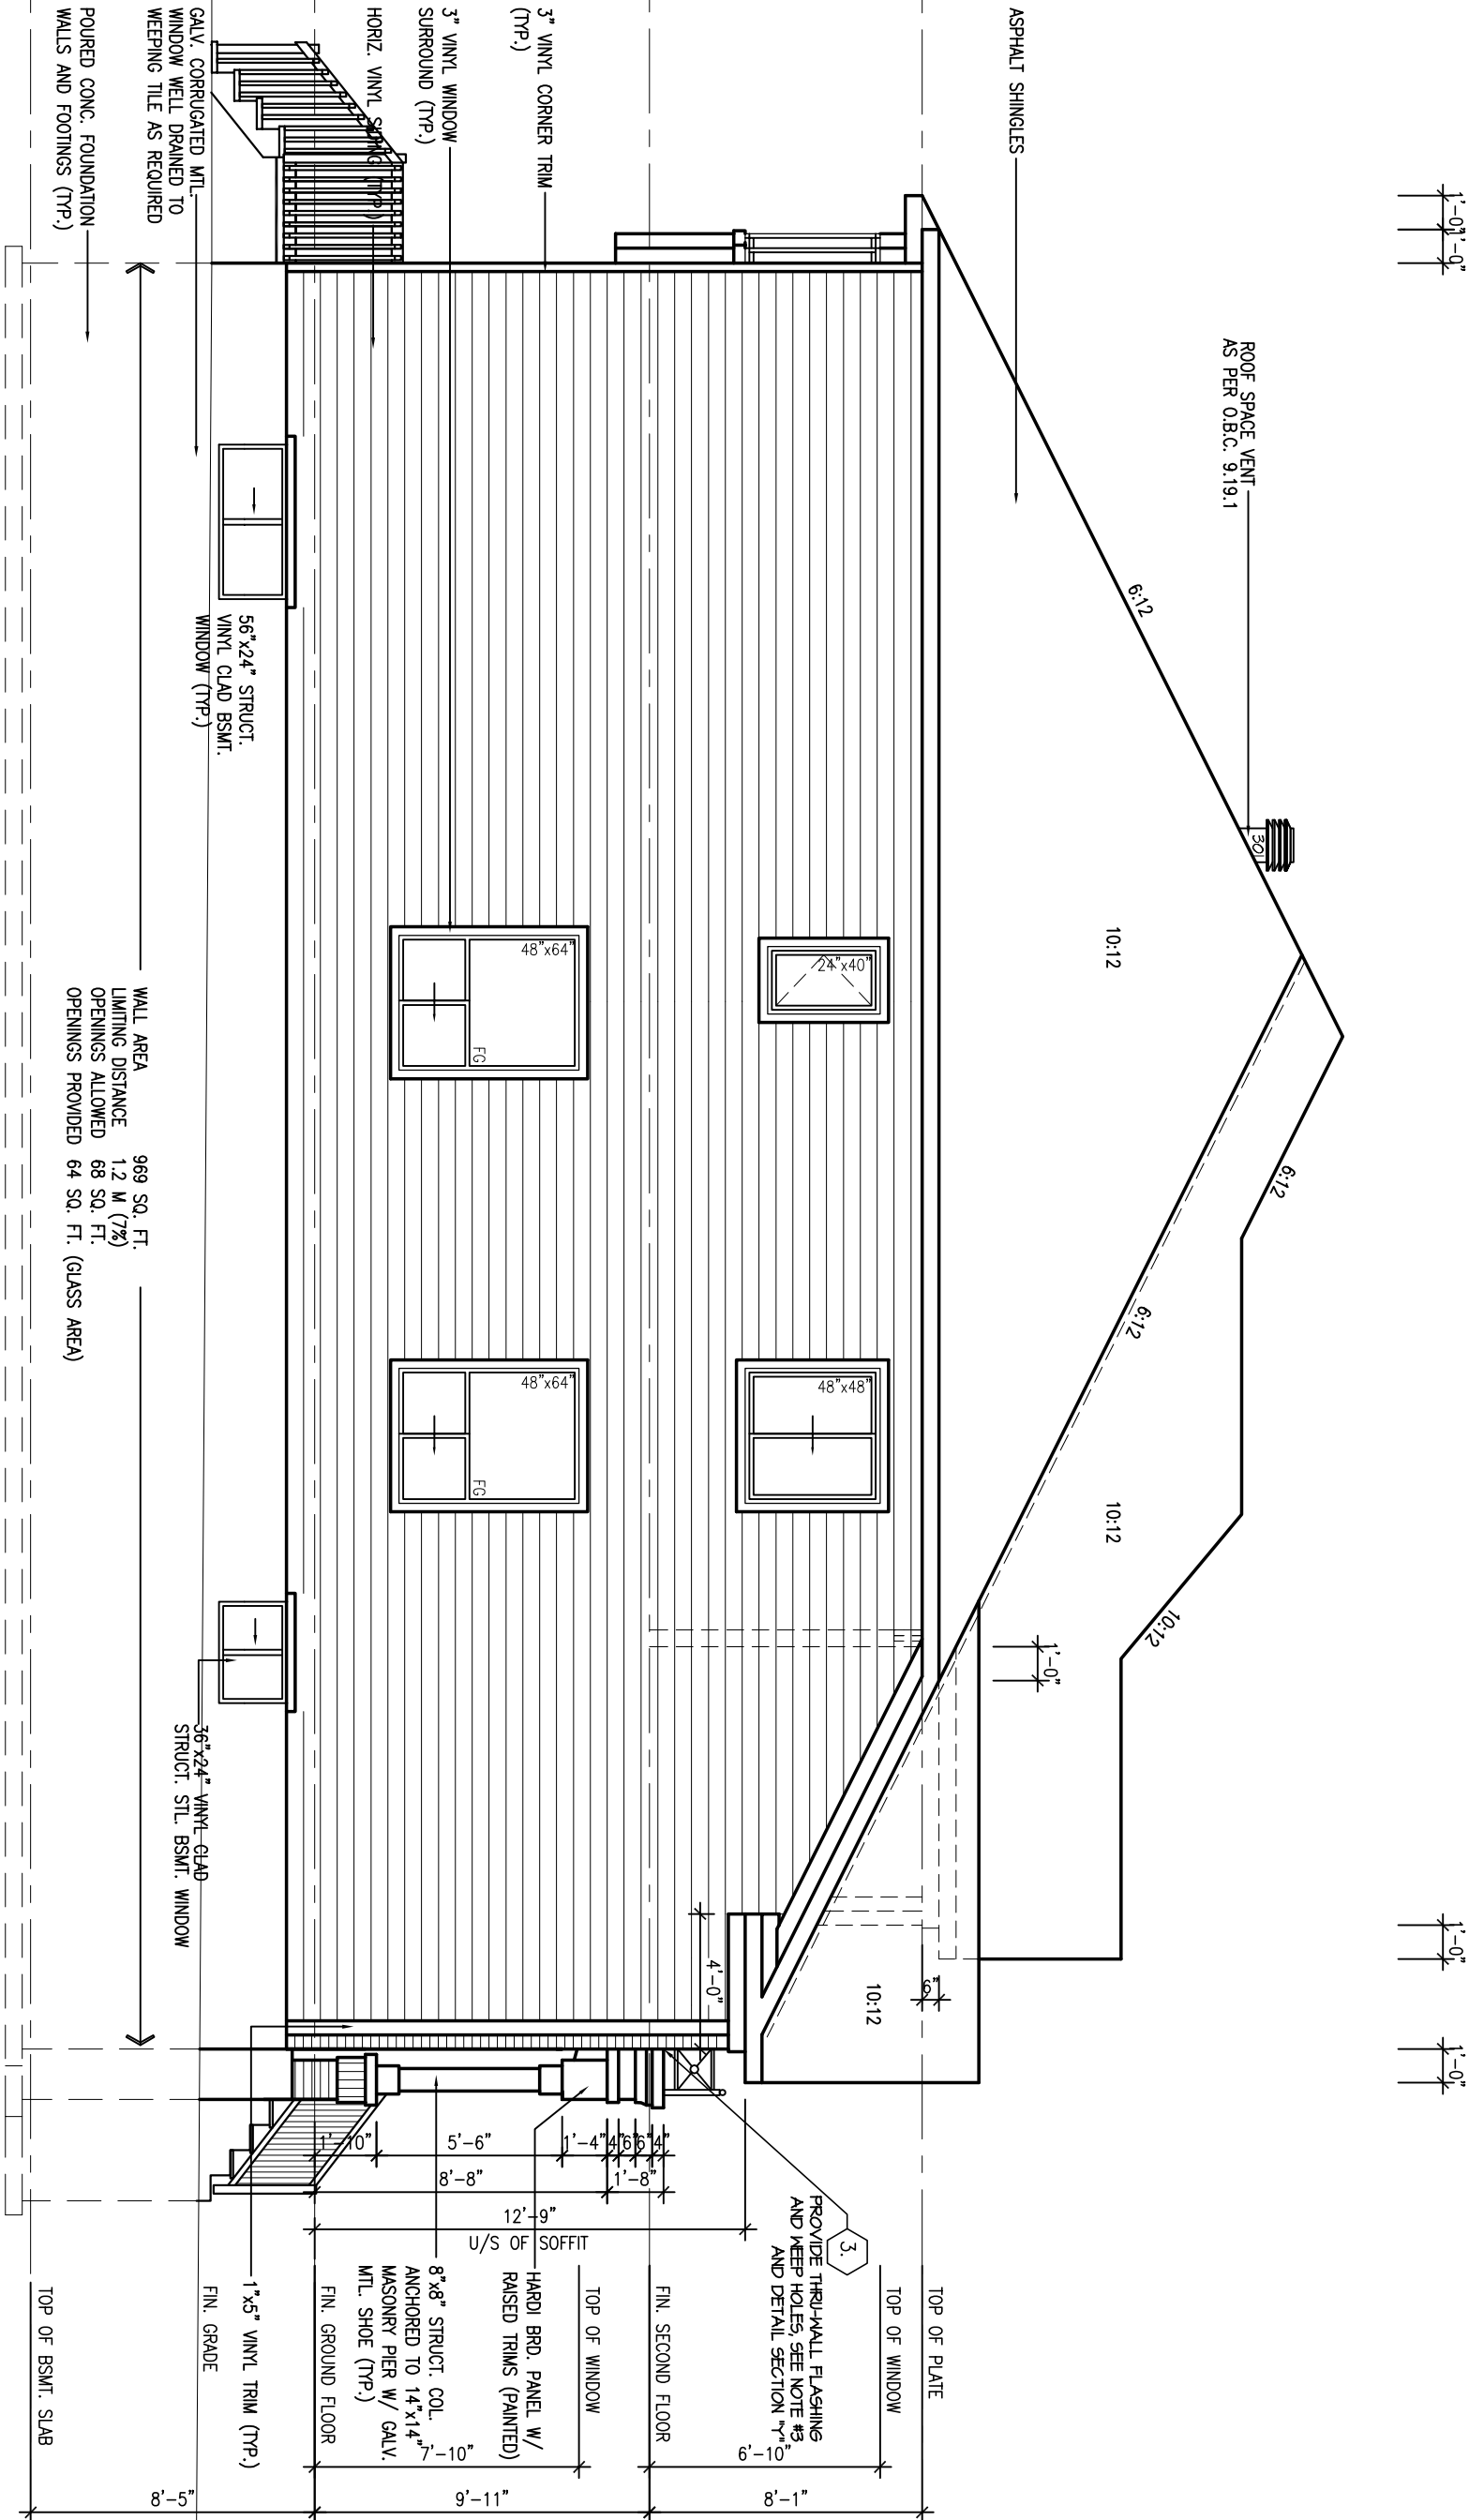 1'-0"
1'-0"
1'-0"
1'-0"
ROOF SPACE VENT
AS PER O.B.C. 9.19.1
301
6:12
6:12
10:12
10:12
6:12
10:12
1'-0"
ASPHALT SHINGLES
10:12
6"
TOP OF PLATE
TOP OF WINDOW
3.
PROVIDE THRU-WALL FLASHING
AND WEEP HOLES, SEE NOTE #3
AND DETAIL SECTION "Y"
24"x40"
48"x48"
4'-0"
6'-10"
8'-1"
FIN. SECOND FLOOR
3" VINYL CORNER TRIM
(TYP.)
3" VINYL WINDOW
SURROUND (TYP.)
HORIZ. VINYL SIDING (TYP.)
48"x64"
FG
48"x64"
FG
4"
6"
6"
4"
1'-8"
1'-4"
5'-6"
1'-10"
8'-8"
12'-9"
U/S OF SOFFIT
TOP OF WINDOW
HARDI BRD. PANEL W/
RAISED TRIMS (PAINTED)
8"x8" STRUCT. COL.
ANCHORED TO 14"x14"
MASONRY PIER W/ GALV.
MTL. SHOE (TYP.)
7'-10"
9'-11"
FIN. GROUND FLOOR
1"x5" VINYL TRIM (TYP.)
FIN. GRADE
8'-5"
TOP OF BSMT. SLAB
GALV. CORRUGATED MTL.
WINDOW WELL DRAINED TO
WEEPING TILE AS REQUIRED
POURED CONC. FOUNDATION
WALLS AND FOOTINGS (TYP.)
56"x24" STRUCT.
VINYL CLAD BSMT.
WINDOW (TYP.)
36"x24" VINYL CLAD
STRUCT. STL. BSMT. WINDOW
WALL AREA 969 SQ. FT.
LIMITING DISTANCE 1.2 M (7%)
OPENINGS ALLOWED 68 SQ. FT.
OPENINGS PROVIDED 64 SQ. FT. (GLASS AREA)